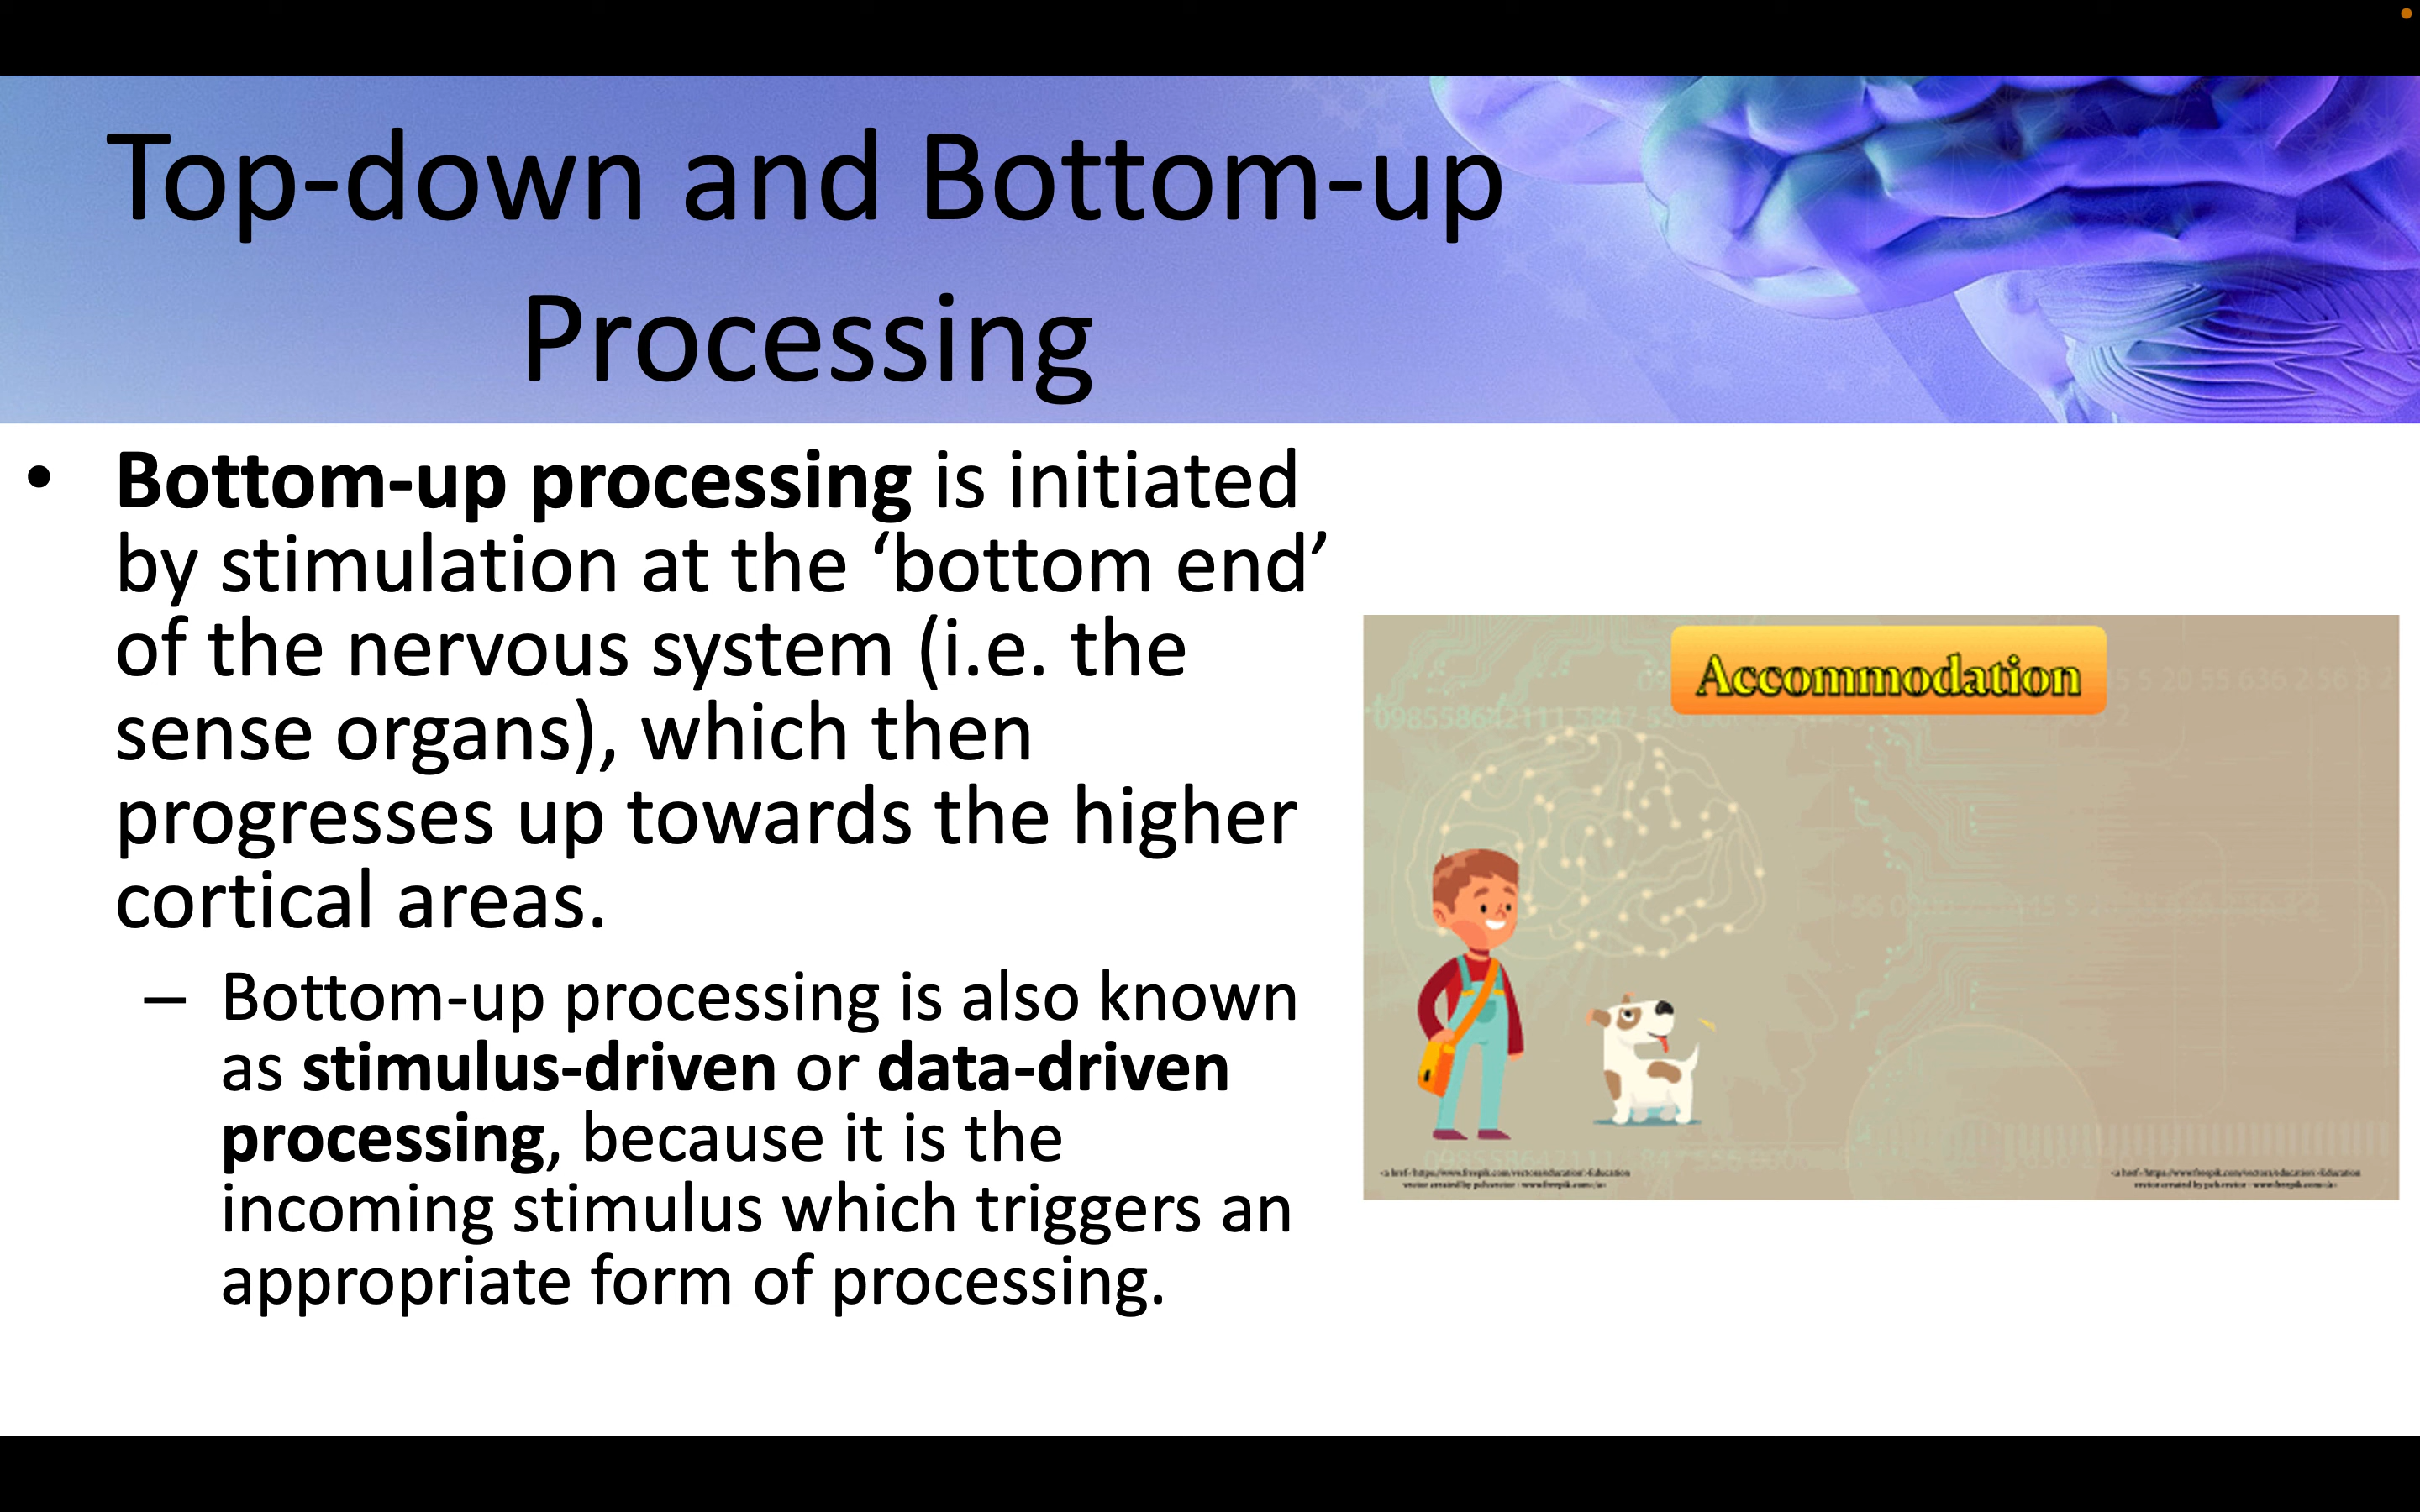 Top-down and Bottom-up
Processing
• Bottom-up processing is initiated
by stimulation at the ‘bottom end’
of the nervous system (i.e. the
sense organs), which then
progresses up towards the higher
cortical areas.
– Bottom-up processing is also known
as stimulus-driven or data-driven
processing, because it is the
incoming stimulus which triggers an
appropriate form of processing.
Accommodation